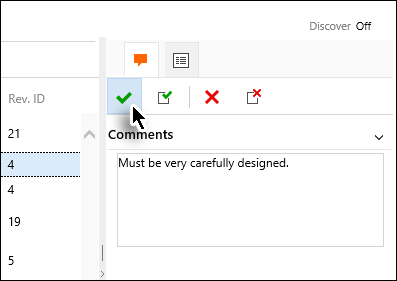 Discover Off
Rev. ID
21
Comments
4
Must be very carefully designed.
4
19
5